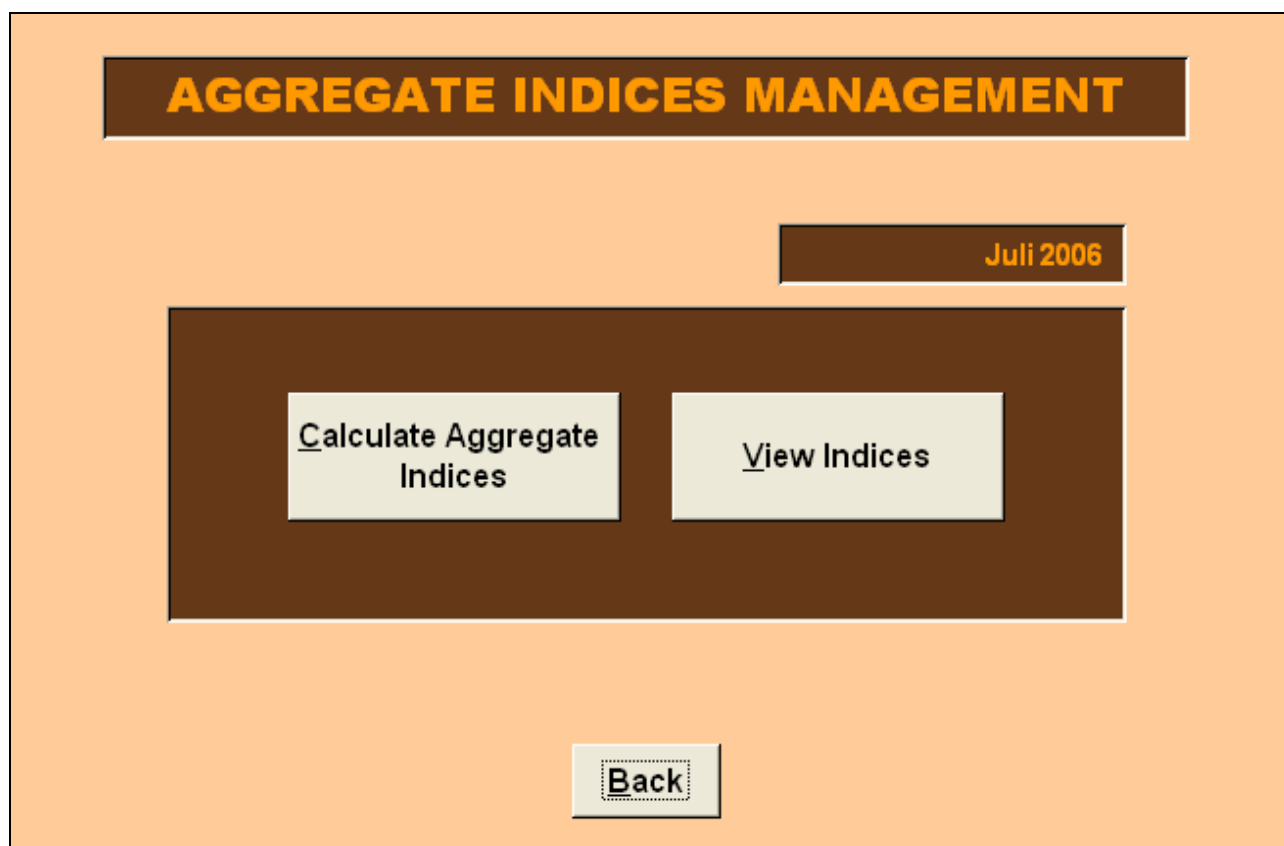 AGGREGATE INDICES MANAGEMENT
Juli 2006
Calculate Aggregate
Indices
View Indices
Back